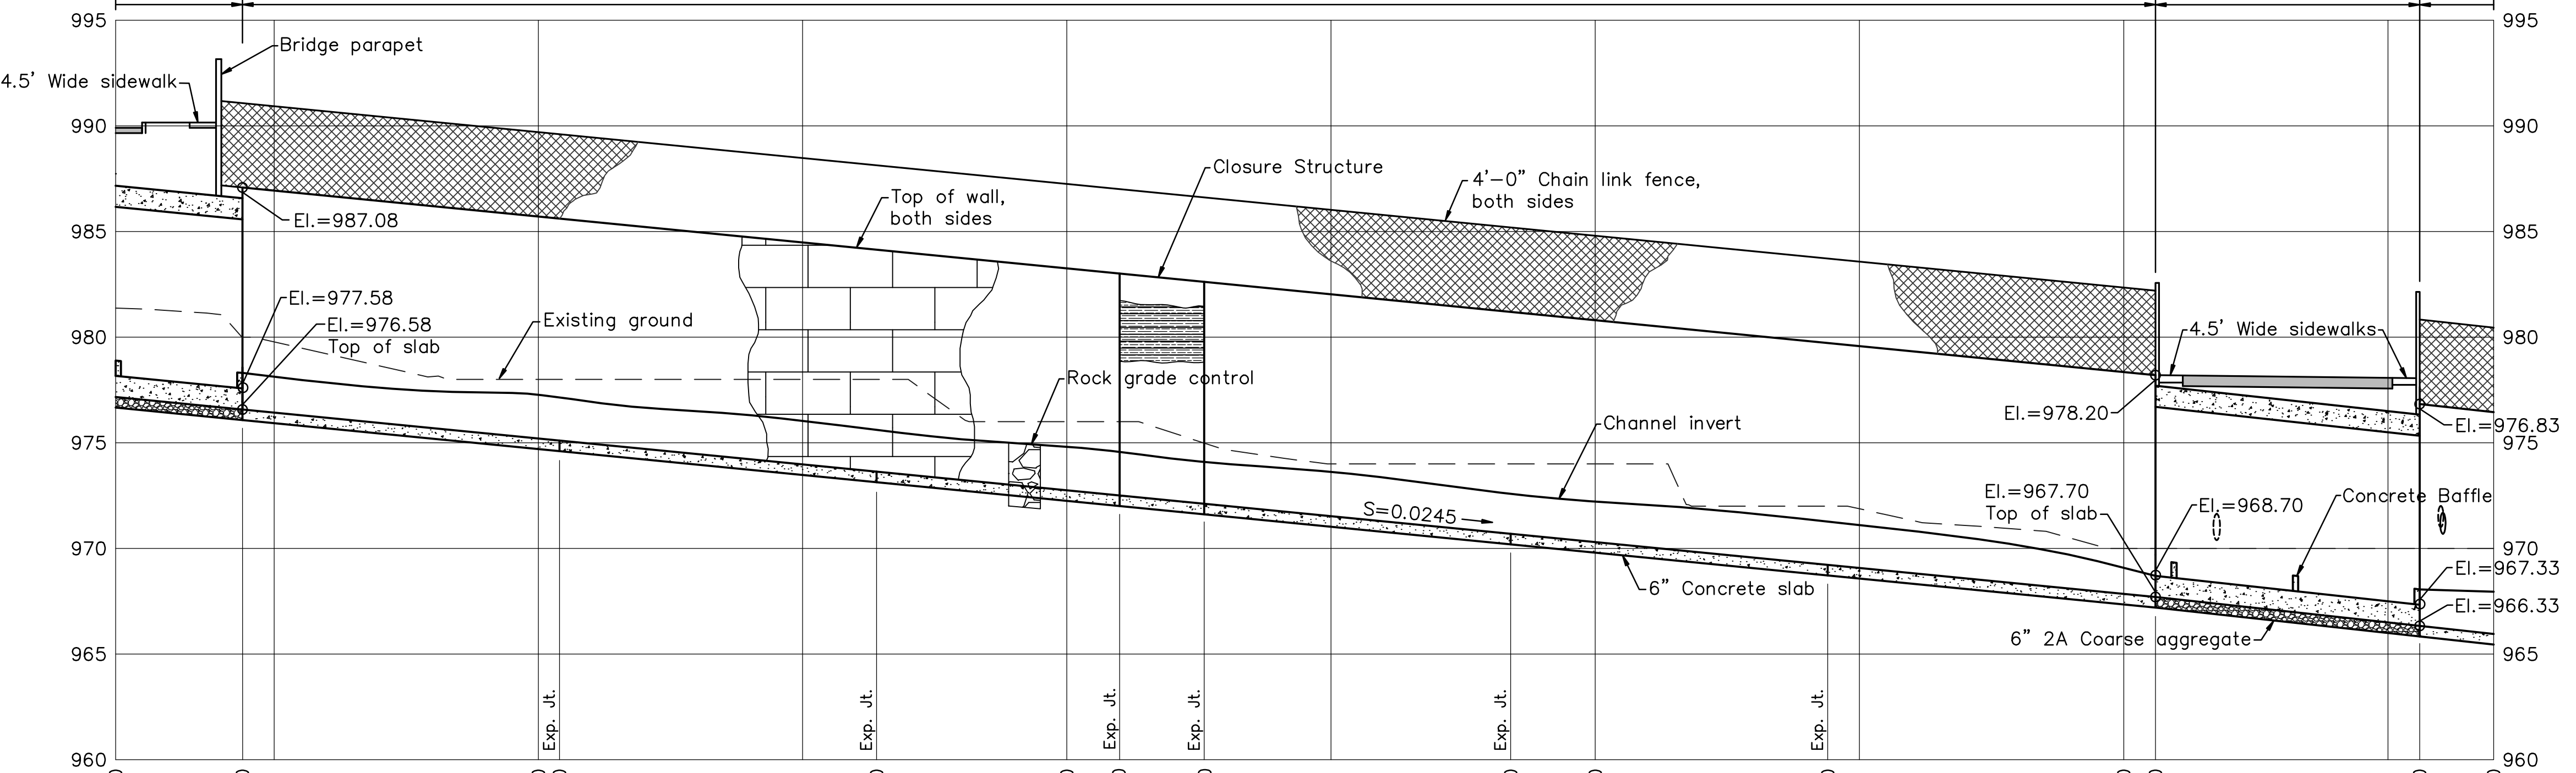 995
995
Bridge parapet
4.5' Wide sidewalk
990
990
Closure Structure
4'-0" Chain link fence,
both sides
Top of wall,
both sides
El.=987.08
985
985
El.=977.58
El.=976.58
Top of slab
Existing ground
980
980
4.5' Wide sidewalks
Rock grade control
El.=978.20
Channel invert
El.=976.83
975
975
El.=967.70
Top of slab
El.=968.70
Concrete Baffle
S=0.0245
970
970
El.=967.33
6" Concrete slab
El.=966.33
6" 2A Coarse aggregate
965
965
Exp. Jt.
Exp. Jt.
Exp. Jt.
Exp. Jt.
Exp. Jt.
Exp. Jt.
960
960